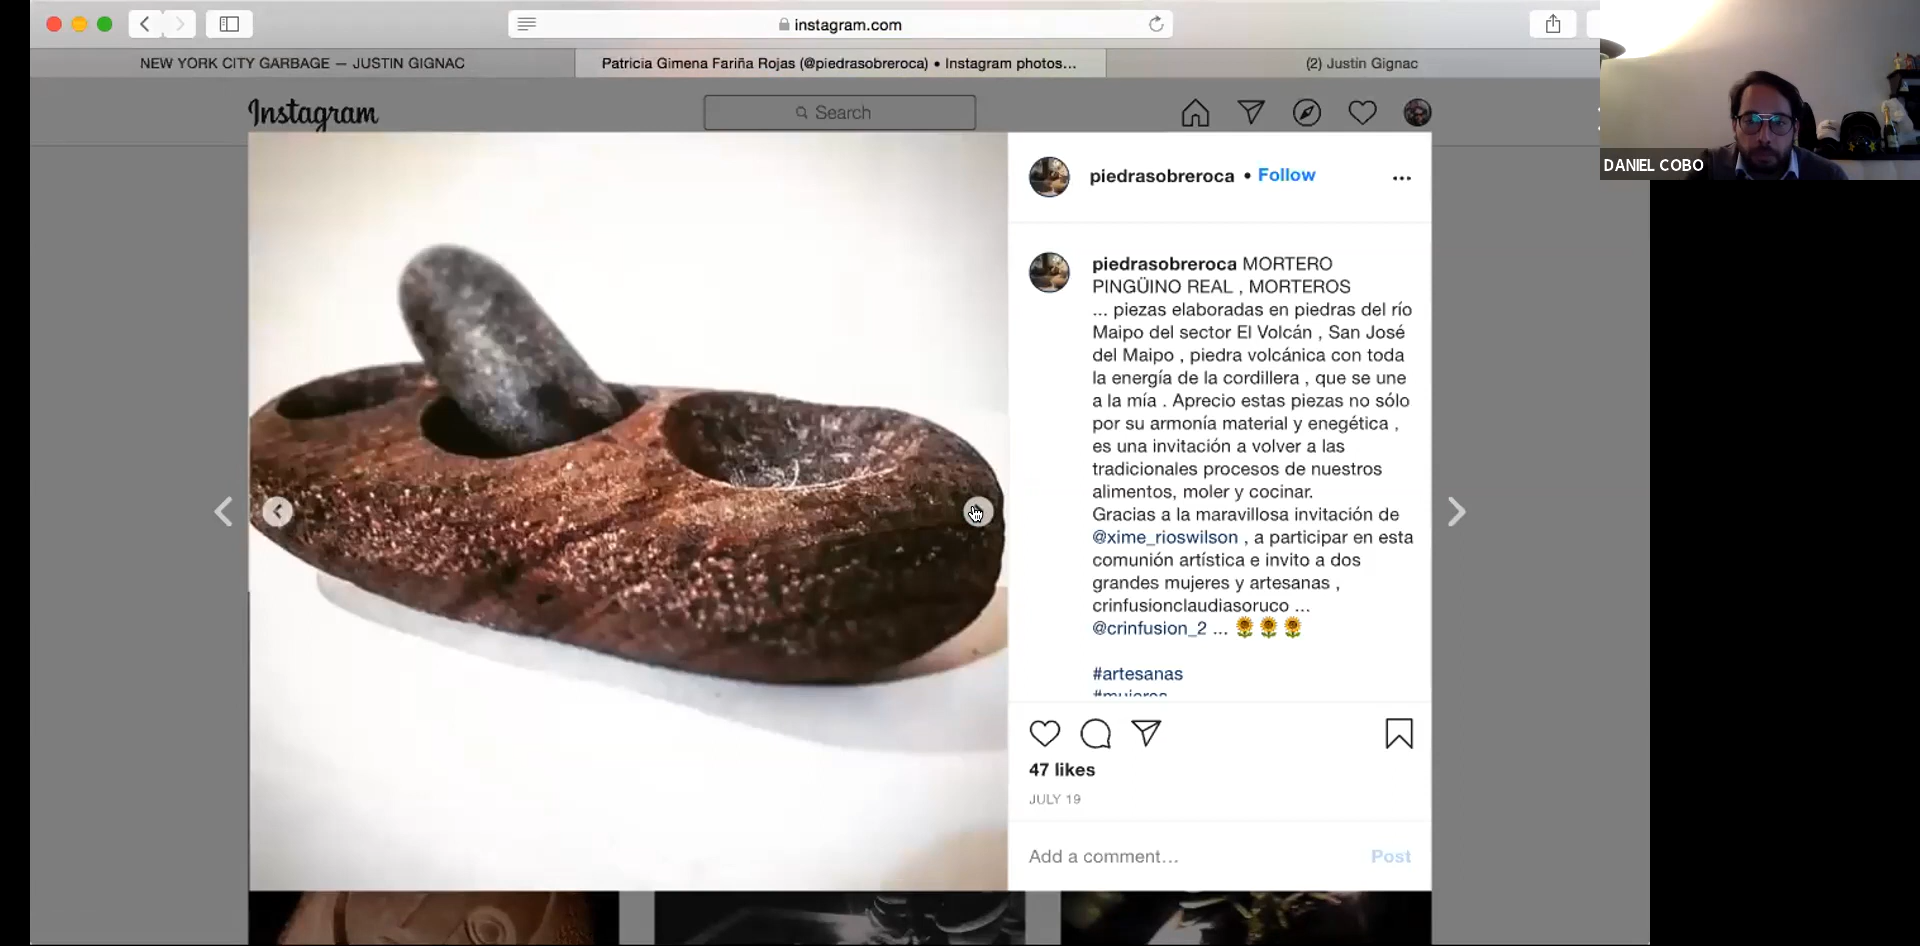 instagram.com
NEW YORK CITY GARBAGE — JUSTIN GIGNAC
Patricia Gimena Fariña Rojas (@piedrasobreroca) • Instagram photos...
(2) Justin Gignac
Instagram
Search
DANIEL COBO
piedrasobreroca • Follow
piedrasobreroca MORTERO
PINGÜINO REAL , MORTEROS
... piezas elaboradas en piedras del río
Maipo del sector El Volcán , San José
del Maipo , piedra volcánica con toda
la energía de la cordillera , que se une
a la mía . Aprecio estas piezas no sólo
por su armonía material y enegética ,
es una invitación a volver a las
tradicionales procesos de nuestros
alimentos, moler y cocinar.
Gracias a la maravillosa invitación de
@xime_rioswilson , a participar en esta
comunión artística e invito a dos
grandes mujeres y artesanas ,
crinfusionclaudiasoruco ...
@crinfusion_2 ... 🌻🌻🌻
#artesanas
#mujeres
47 likes
JULY 19
Add a comment...
Post